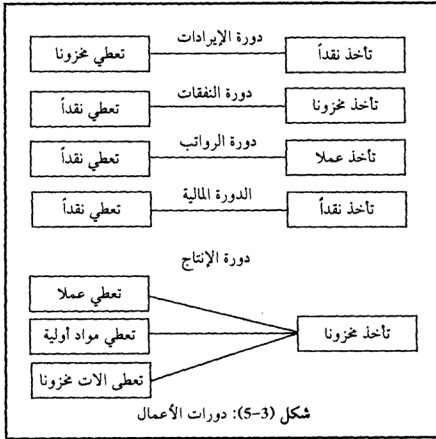 دورة الإيرادات
تأخذ نقداً تعطي مخزونا
دورة النفقات
تأخذ مخزونا تعطي نقداً
دورة الرواتب
تأخذ عملا تعطي نقداً
الدورة المالية
تأخذ نقداً تعطي نقداً
دورة الإنتاج
تعطي عملا
تأخذ مخزونا تعطي مواد أولية
تعطى الات مخزونا
شكل (3-5): دورات الأعمال